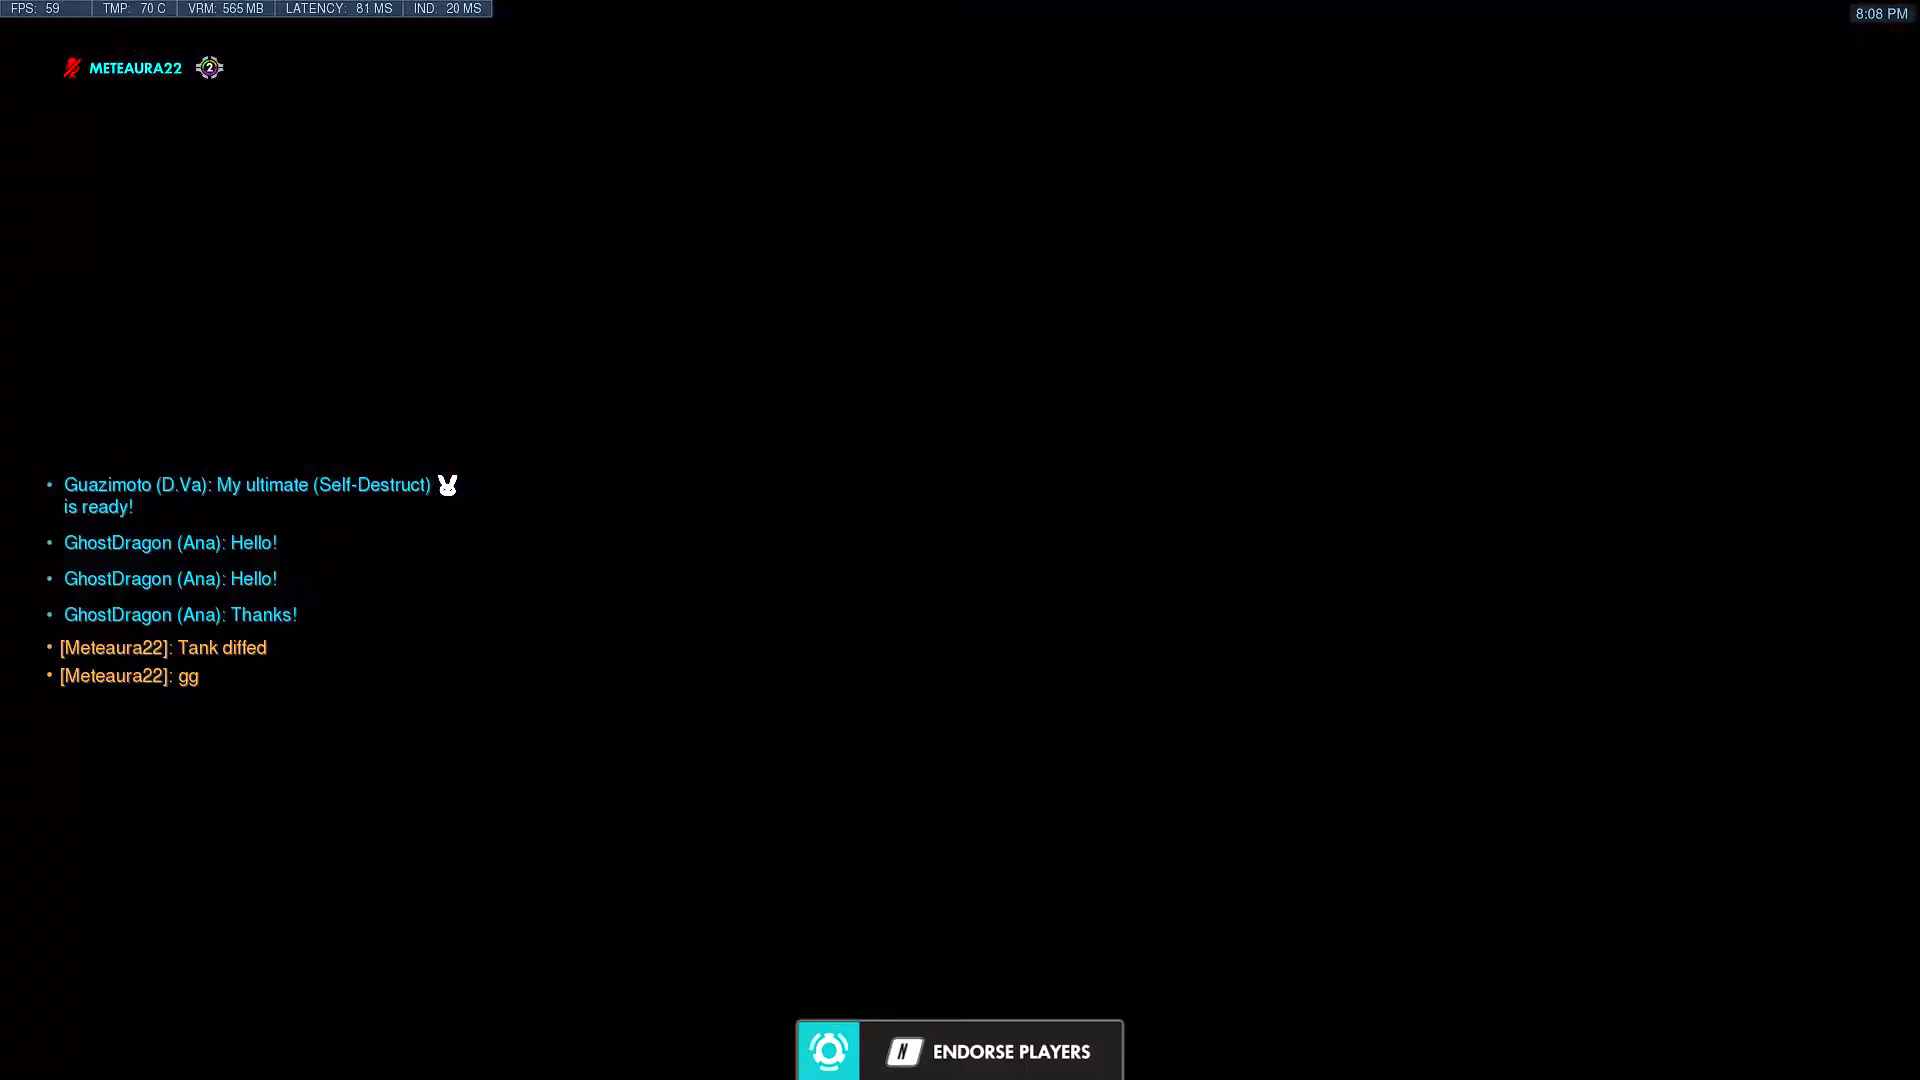 FPS: 59 TMP: 70 C VRM: 565 MB LATENCY: 81 MS IND: 20 MS
8:08 PM
METEAURA22 2
• Guazimoto (D.Va): My ultimate (Self-Destruct)
is ready!
• GhostDragon (Ana): Hello!
• GhostDragon (Ana): Hello!
• GhostDragon (Ana): Thanks!
• [Meteaura22]: Tank diffed
• [Meteaura22]: gg
N ENDORSE PLAYERS